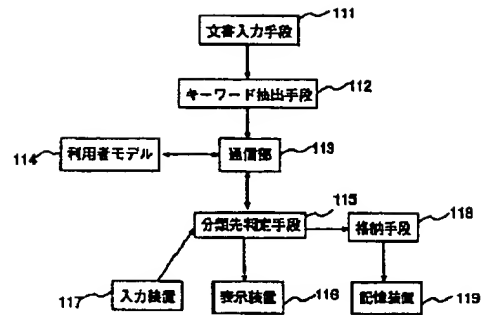 111
文書入力手段
112
キーワード抽出手段
113
114
利用者モデル
通信部
115
分類先判定手段
118
格納手段
117
入力装置
表示装置
116
記憶装置
119